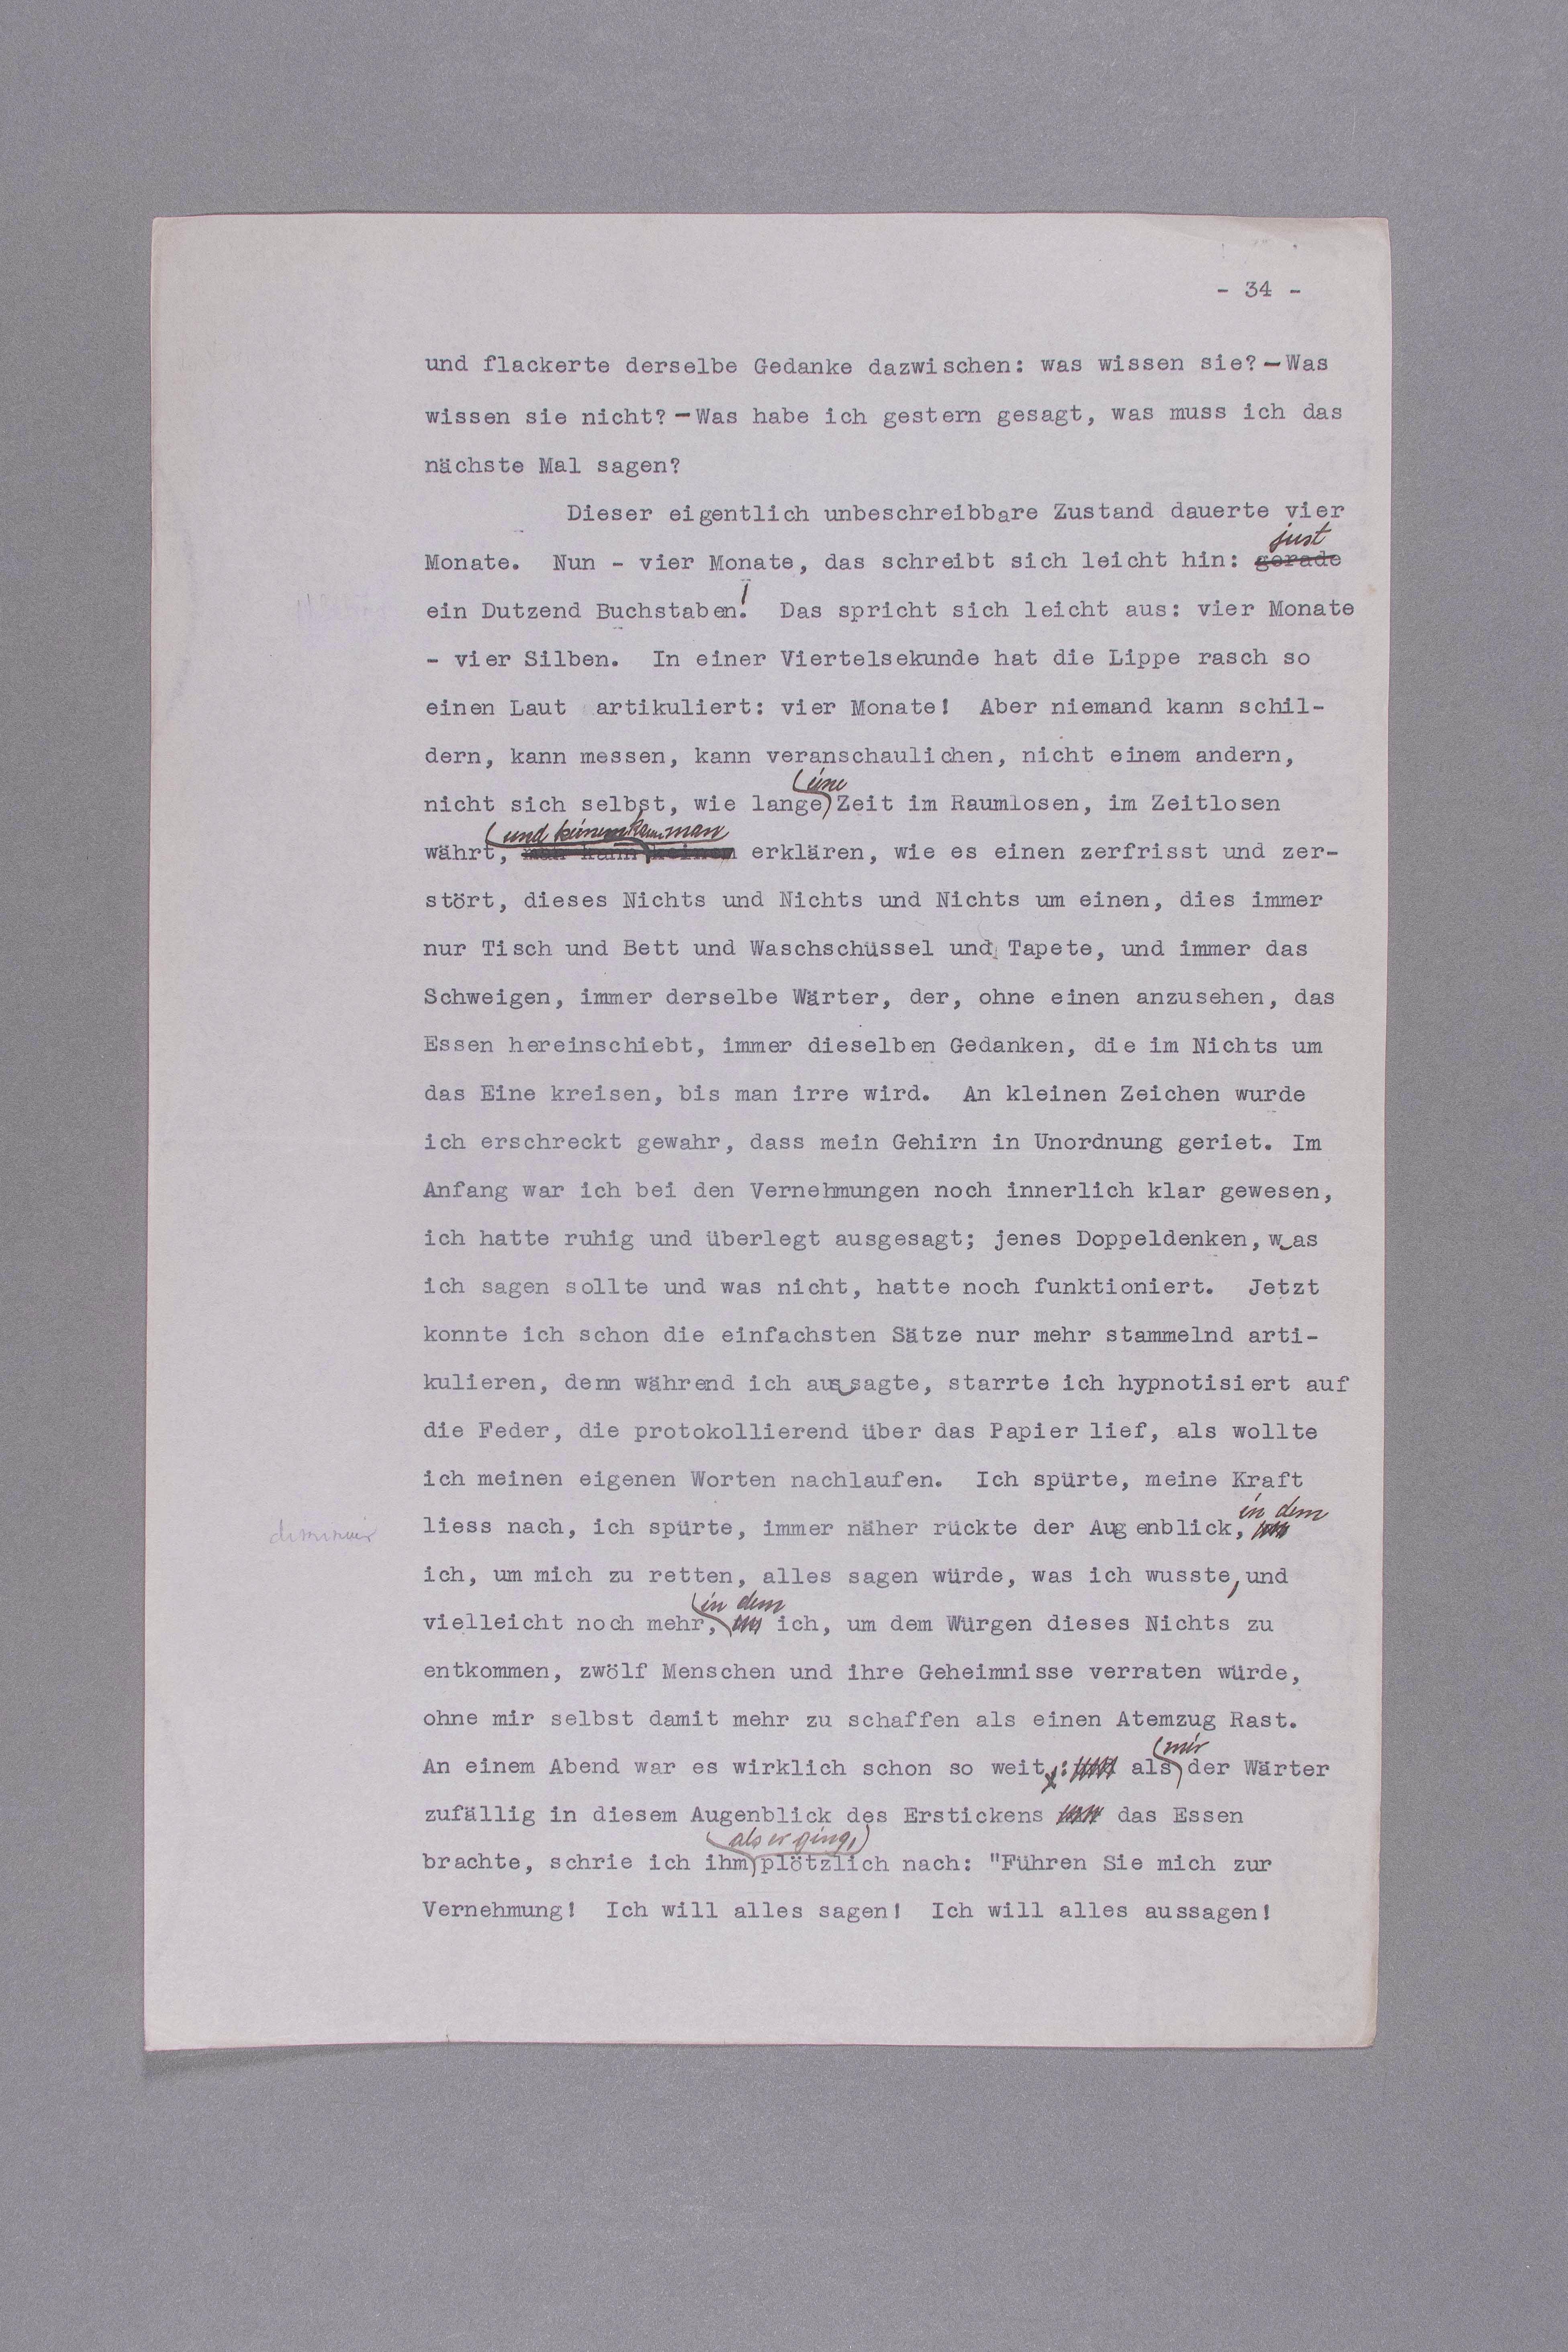 - 34 -
und flackerte derselbe Gedanke dazwischen: was wissen sie? - Was
wissen sie nicht? - Was habe ich gestern gesagt, was muss ich das
nächste Mal sagen?
Dieser eigentlich unbeschreibbare Zustand dauerte vier
just
Monate. Nun - vier Monate, das schreibt sich leicht hin: gerade
ein Dutzend Buchstaben! Das spricht sich leicht aus: vier Monate
- vier Silben. In einer Viertelsekunde hat die Lippe rasch so
einen Laut artikuliert: vier Monate! Aber niemand kann schil-
dern, kann messen, kann veranschaulichen, nicht einem andern,
eine
nicht sich selbst, wie lange Zeit im Raumlosen, im Zeitlosen
und keinem kann man
währt, man kann keinem erklären, wie es einen zerfrisst und zer-
stört, dieses Nichts und Nichts und Nichts um einen, dies immer
nur Tisch und Bett und Waschschüssel und Tapete, und immer das
Schweigen, immer derselbe Wärter, der, ohne einen anzusehen, das
Essen hereinschiebt, immer dieselben Gedanken, die im Nichts um
das Eine kreisen, bis man irre wird. An kleinen Zeichen wurde
ich erschreckt gewahr, dass mein Gehirn in Unordnung geriet. Im
Anfang war ich bei den Vernehmungen noch innerlich klar gewesen,
ich hatte ruhig und überlegt ausgesagt; jenes Doppeldenken, was
ich sagen sollte und was nicht, hatte noch funktioniert. Jetzt
konnte ich schon die einfachsten Sätze nur mehr stammelnd arti-
kulieren, denn während ich aussagte, starrte ich hypnotisiert auf
die Feder, die protokollierend über das Papier lief, als wollte
ich meinen eigenen Worten nachlaufen. Ich spürte, meine Kraft
in dem
liess nach, ich spürte, immer näher rückte der Augenblick,
ich, um mich zu retten, alles sagen würde, was ich wusste, und
in dem
vielleicht noch mehr, ich, um dem Würgen dieses Nichts zu
entkommen, zwölf Menschen und ihre Geheimnisse verraten würde,
ohne mir selbst damit mehr zu schaffen als einen Atemzug Rast.
mir
An einem Abend war es wirklich schon so weit: als der Wärter
zufällig in diesem Augenblick des Erstickens das Essen
als er ging,
brachte, schrie ich ihm plötzlich nach: "Führen Sie mich zur
Vernehmung! Ich will alles sagen! Ich will alles aussagen!